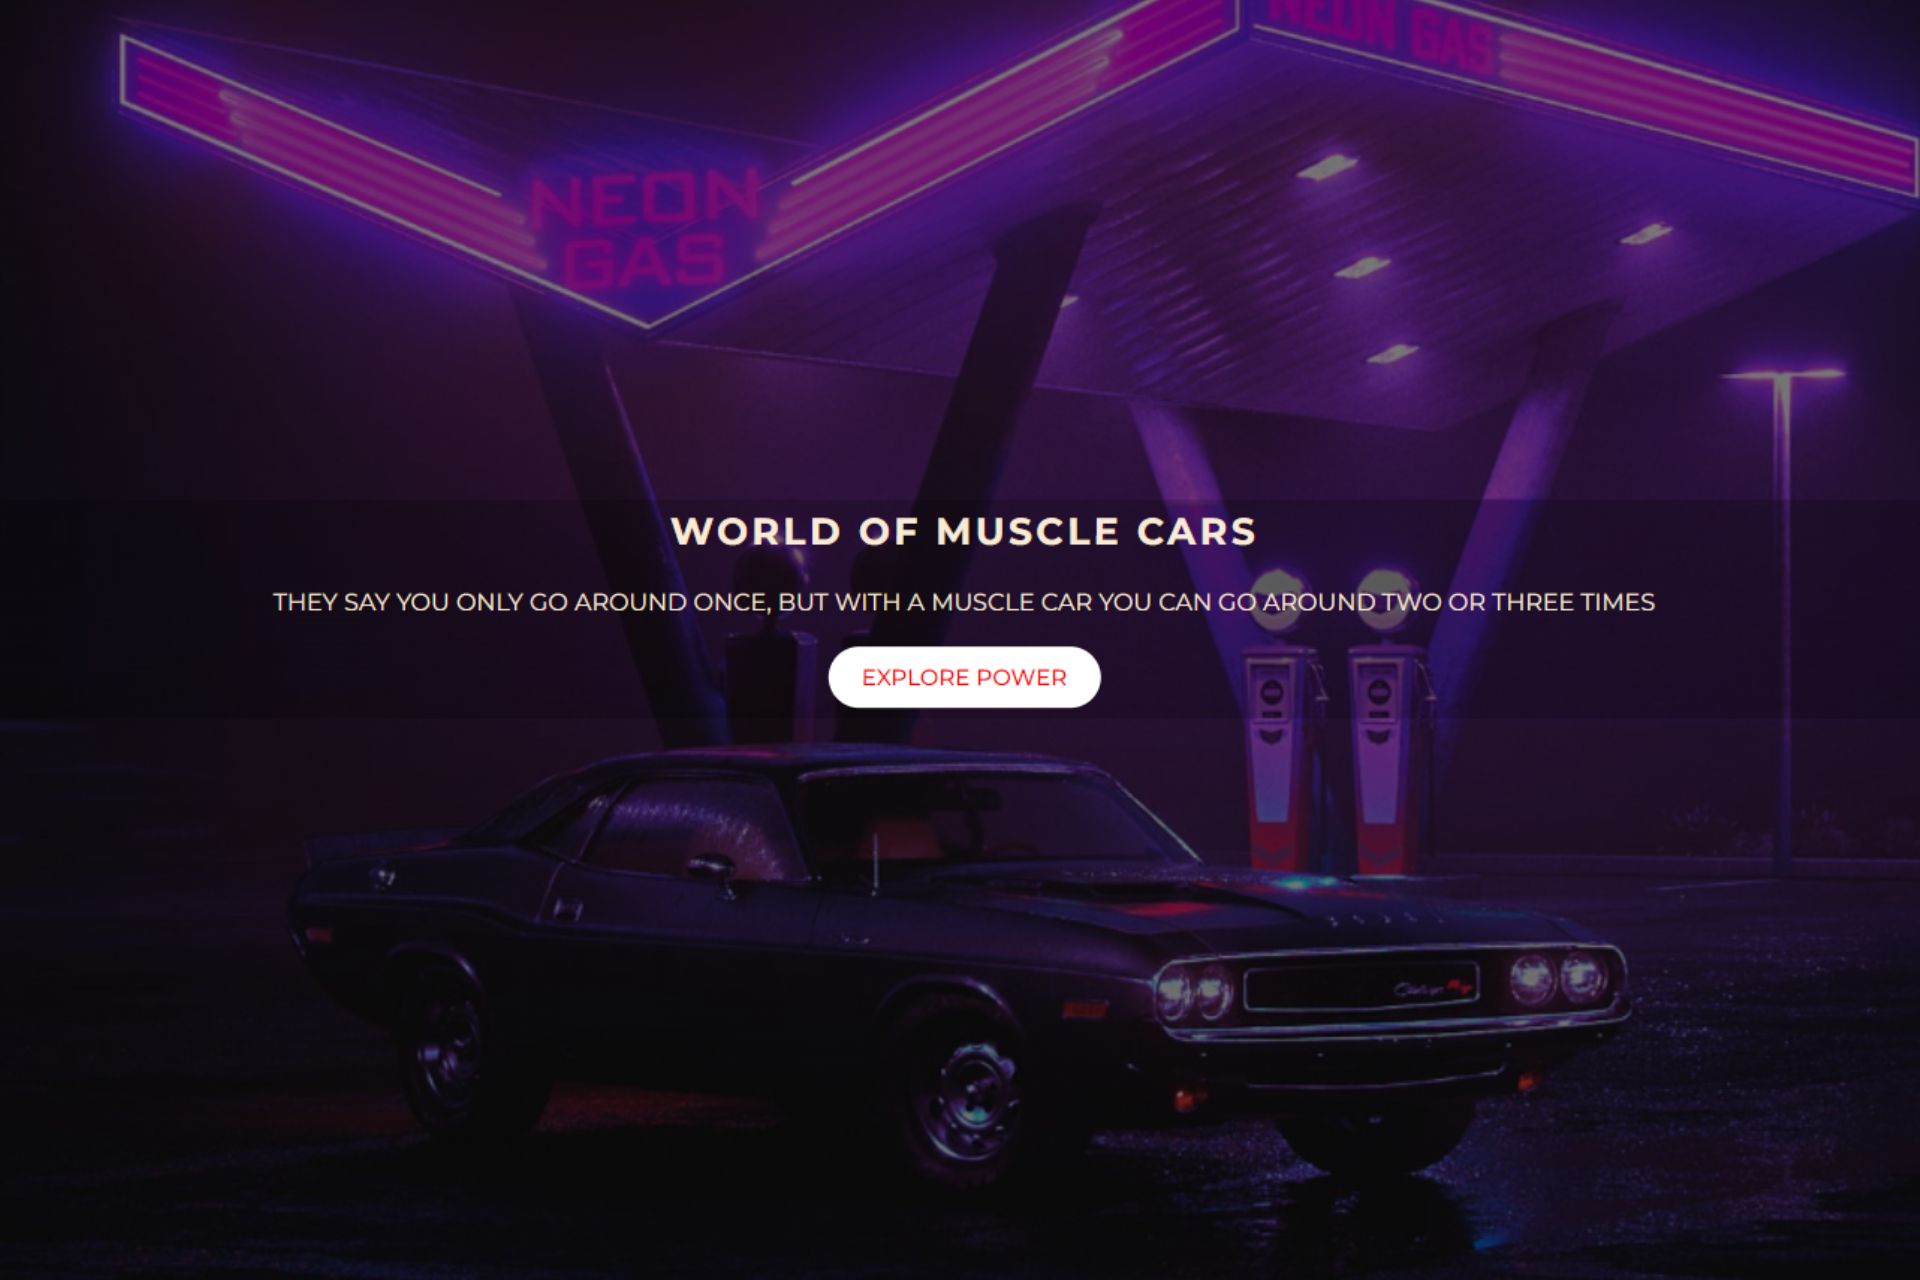 NEON GAS
NEON
GAS
WORLD OF MUSCLE CARS
THEY SAY YOU ONLY GO AROUND ONCE, BUT WITH A MUSCLE CAR YOU CAN GO AROUND TWO OR THREE TIMES
EXPLORE POWER